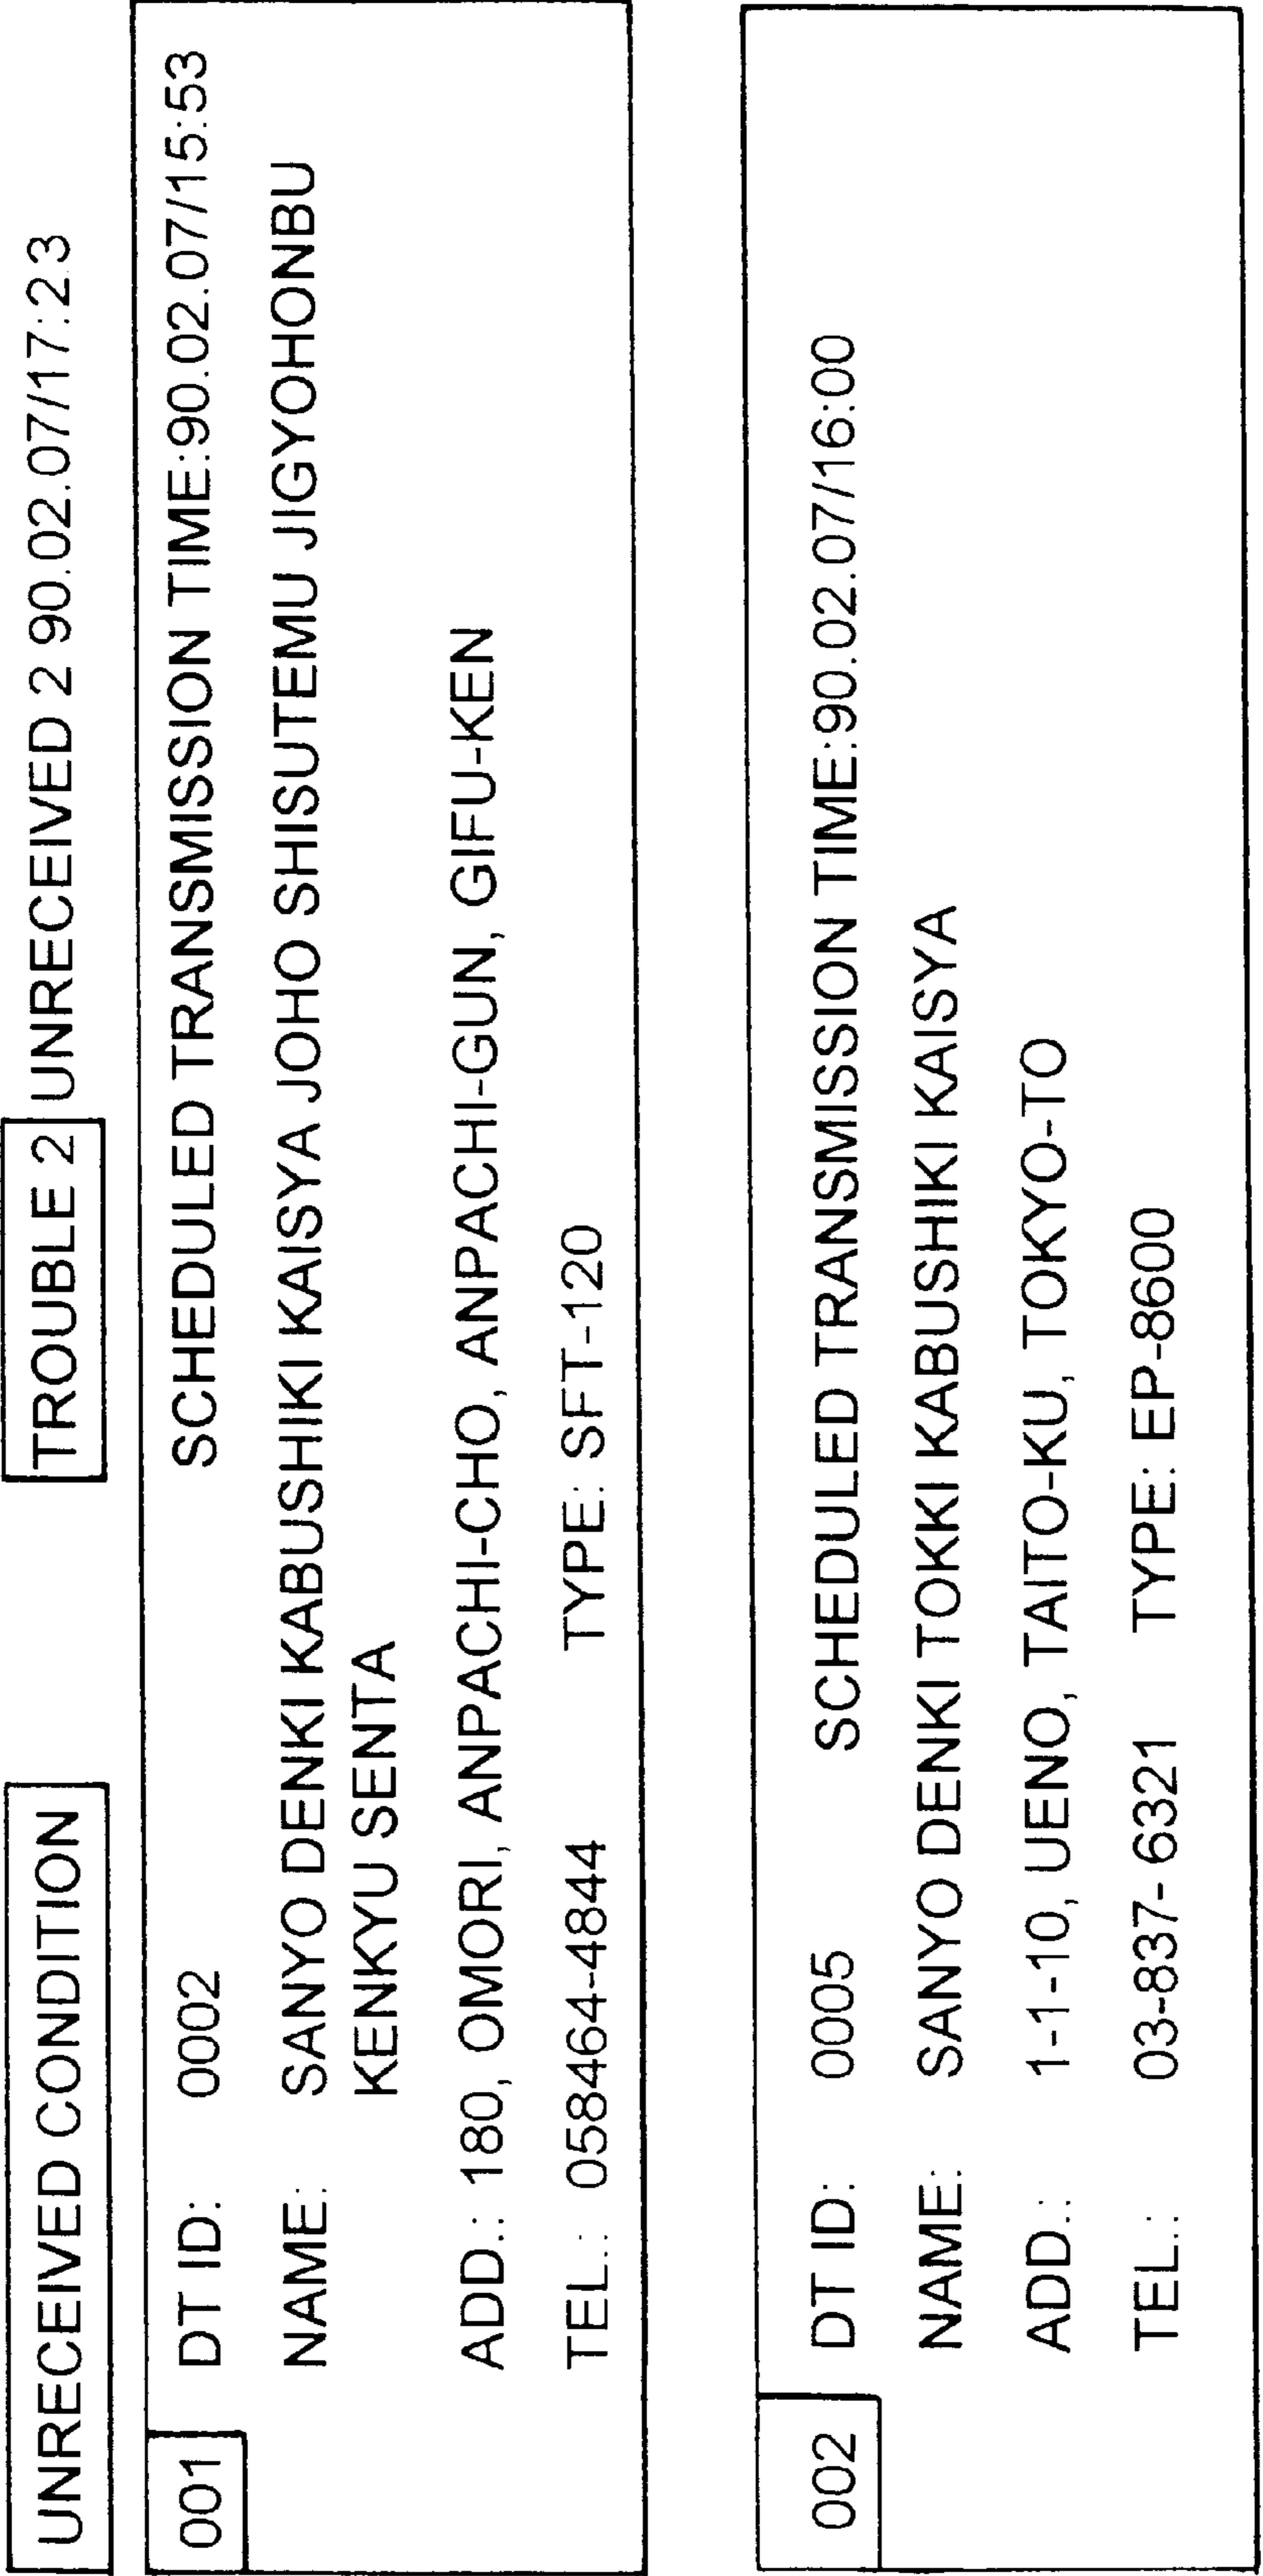 UNRECEIVED CONDITION TROUBLE 2 UNRECEIVED 2 90.02.07/17:23
001 DT ID: 0002 SCHEDULED TRANSMISSION TIME:90.02.07/15:53
NAME: SANYO DENKI KABUSHIKI KAISYA JOHO SHISUTEMU JIGYOHONBU
KENKYU SENTA
ADD.: 180, OMORI, ANPACHI-CHO, ANPACHI-GUN, GIFU-KEN
TEL.: 058464-4844 TYPE: SFT-120
002 DT ID: 0005 SCHEDULED TRANSMISSION TIME:90.02.07/16:00
NAME: SANYO DENKI TOKKI KABUSHIKI KAISYA
ADD.: 1-1-10, UENO, TAITO-KU, TOKYO-TO
TEL.: 03-837-6321 TYPE: EP-8600